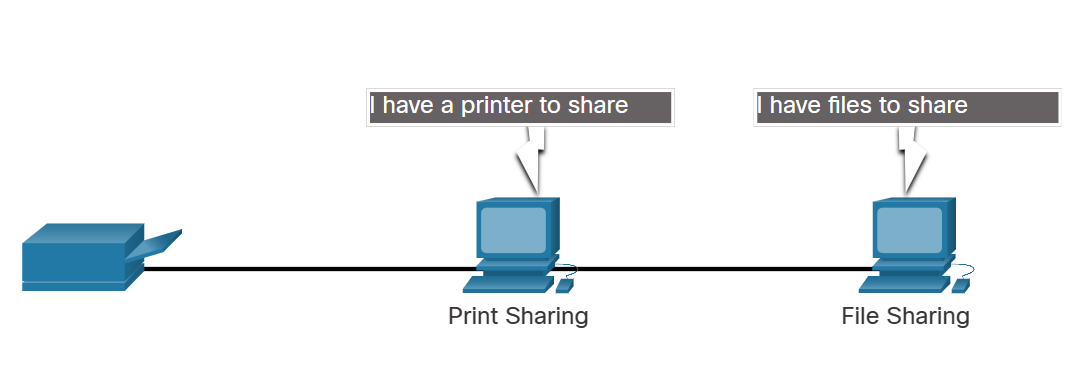 I have a printer to share
I have files to share
Print Sharing
File Sharing